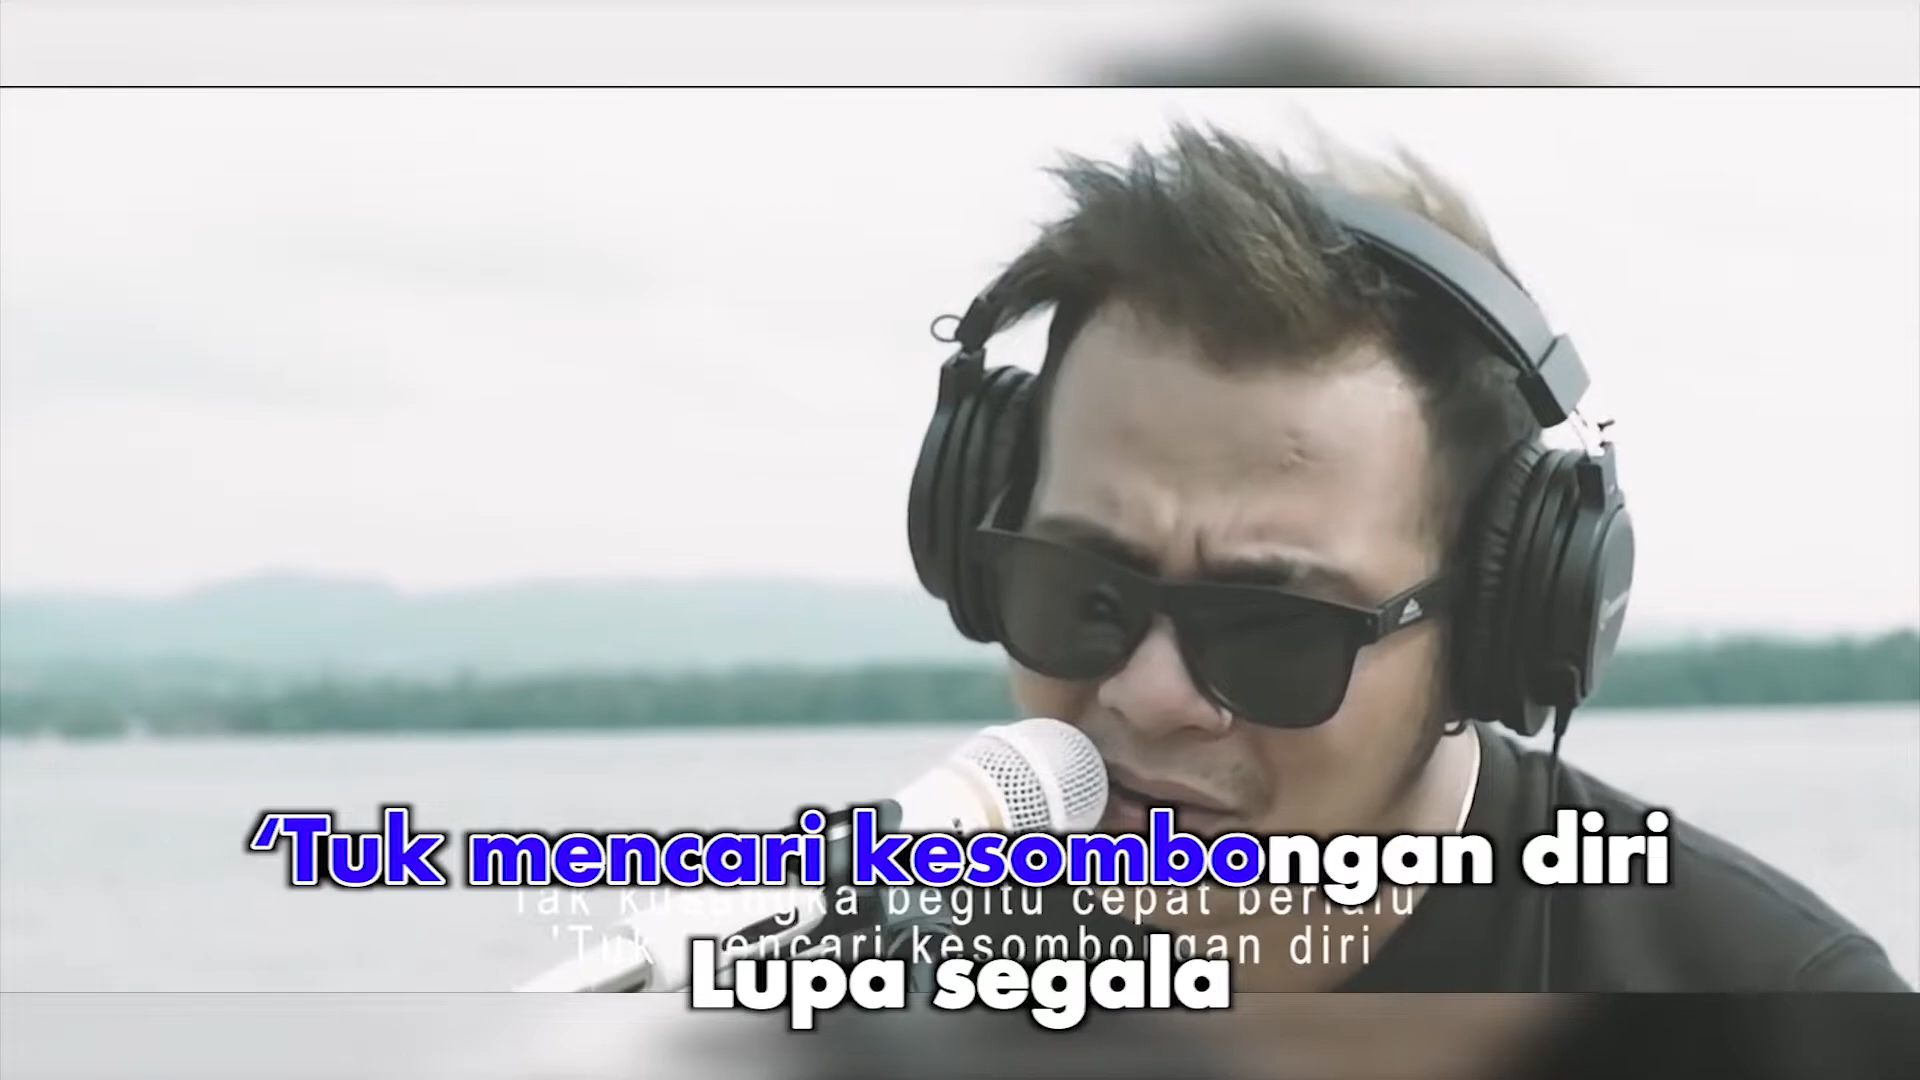 ‘Tuk mencari kesombongan diri
Tak kusangka begitu cepat berlalu
'Tuk mencari kesombongan diri
Lupa segala